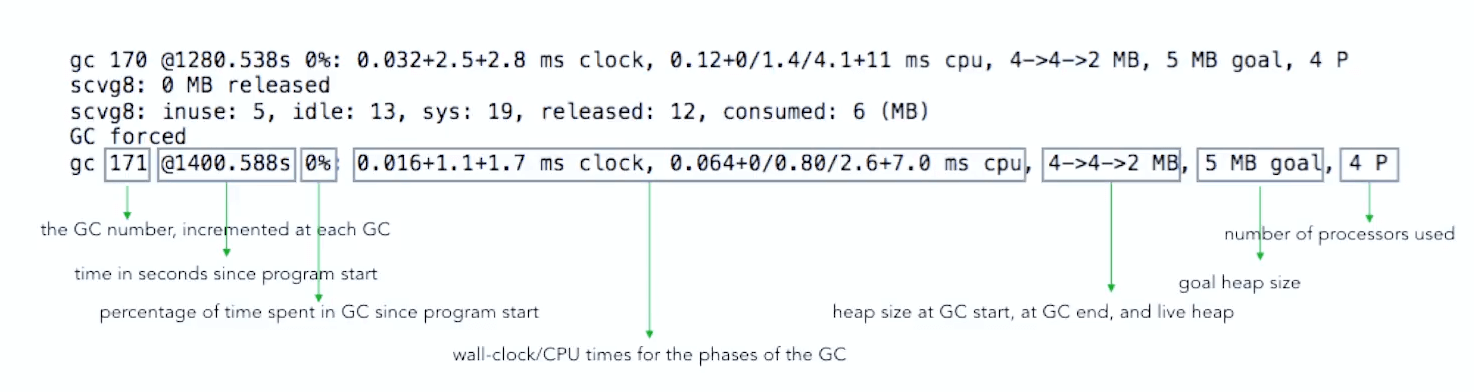 gc 170 @1280.538s 0%: 0.032+2.5+2.8 ms clock, 0.12+0/1.4/4.1+11 ms cpu, 4->4->2 MB, 5 MB goal, 4 P
scvg8: 0 MB released
scvg8: inuse: 5, idle: 13, sys: 19, released: 12, consumed: 6 (MB)
GC forced
gc 171 @1400.588s 0%: 0.016+1.1+1.7 ms clock, 0.064+0/0.80/2.6+7.0 ms cpu, 4->4->2 MB, 5 MB goal, 4 P
the GC number, incremented at each GC
number of processors used
time in seconds since program start
goal heap size
percentage of time spent in GC since program start
heap size at GC start, at GC end, and live heap
wall-clock/CPU times for the phases of the GC